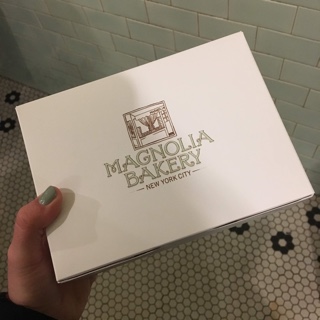 MAGNOLIA
BAKERY
— NEW YORK CITY —